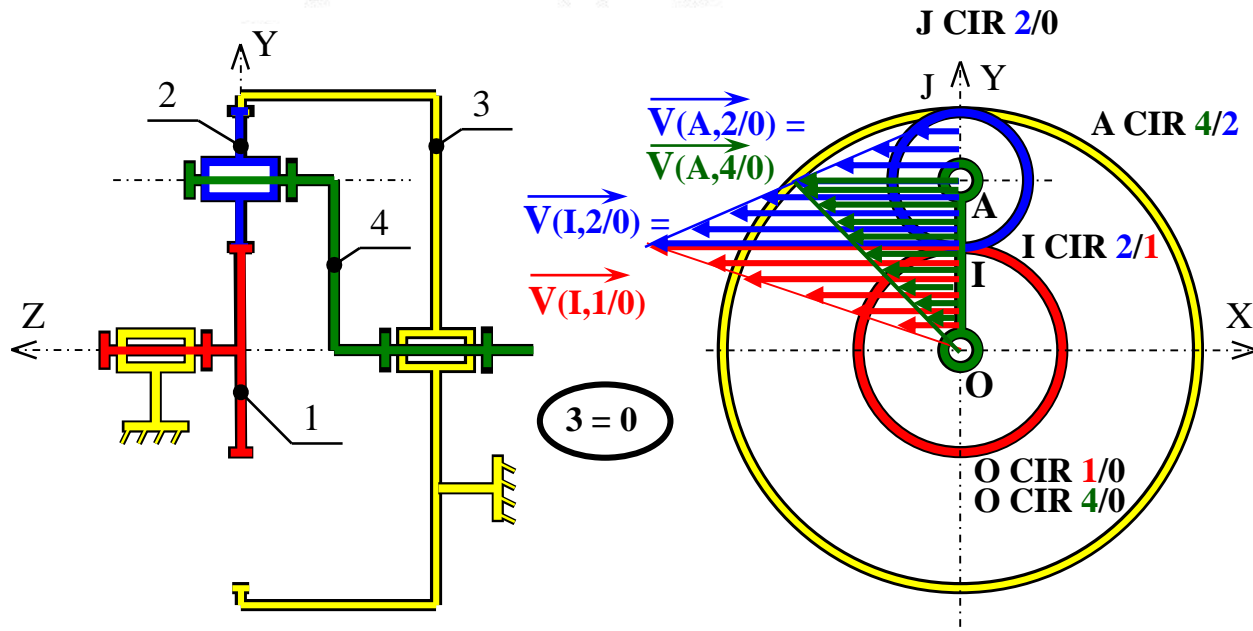 J CIR 2/0
Y
2
3
J
Y
V(A,2/0) =
V(A,4/0)
A CIR 4/2
A
V(I,2/0) =
4
I CIR 2/1
I
V(I,1/0)
Z
X
O
3 = 0
1
O CIR 1/0
O CIR 4/0